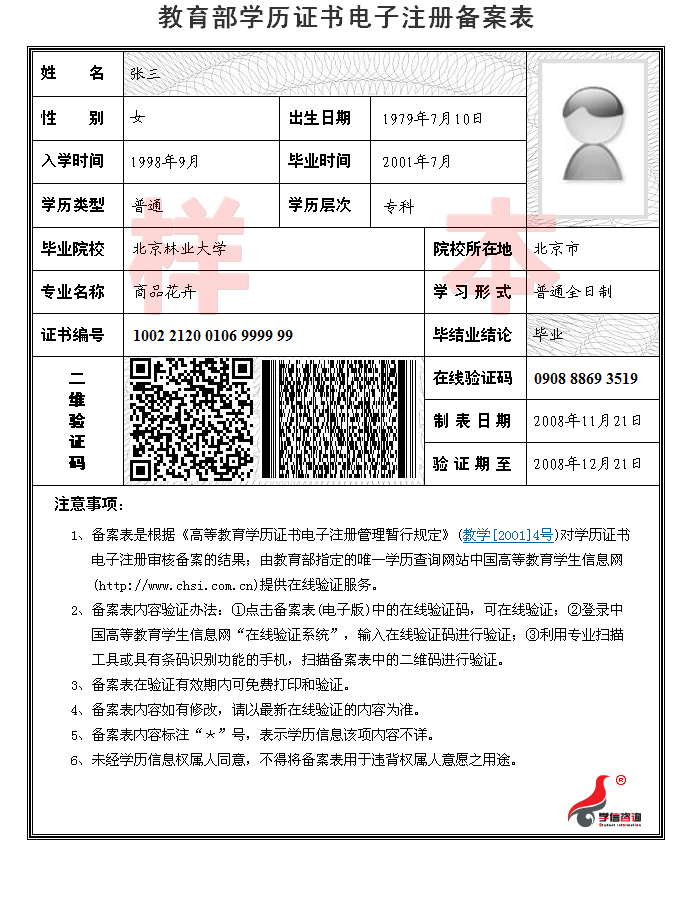 教育部学历证书电子注册备案表
姓 名 张三
性 别 女 出生日期 1979年7月10日
入学时间 1998年9月 毕业时间 2001年7月
学历类型 普通 学历层次 专科
样本
毕业院校 北京林业大学 院校所在地 北京市
专业名称 商品花卉 学习形式 普通全日制
证书编号 1002 2120 0106 9999 99 毕结业结论 毕业
二维验证码 在线验证码 0908 8869 3519
制表日期 2008年11月21日
验证期至 2008年12月21日
注意事项：
1、备案表是根据《高等教育学历证书电子注册管理暂行规定》(教学[2001]4号)对学历证书
电子注册审核备案的结果；由教育部指定的唯一学历查询网站中国高等教育学生信息网
(http://www.chsi.com.cn)提供在线验证服务。
2、备案表内容验证办法：①点击备案表(电子版)中的在线验证码，可在线验证；②登录中
国高等教育学生信息网“在线验证系统”，输入在线验证码进行验证；③利用专业扫描
工具或具有条码识别功能的手机，扫描备案表中的二维码进行验证。
3、备案表在验证有效期内可免费打印和验证。
4、备案表内容如有修改，请以最新在线验证的内容为准。
5、备案表内容标注“＊”号，表示学历信息该项内容不详。
6、未经学历信息权属人同意，不得将备案表用于违背权属人意愿之用途。
®
学信咨询
Student Information